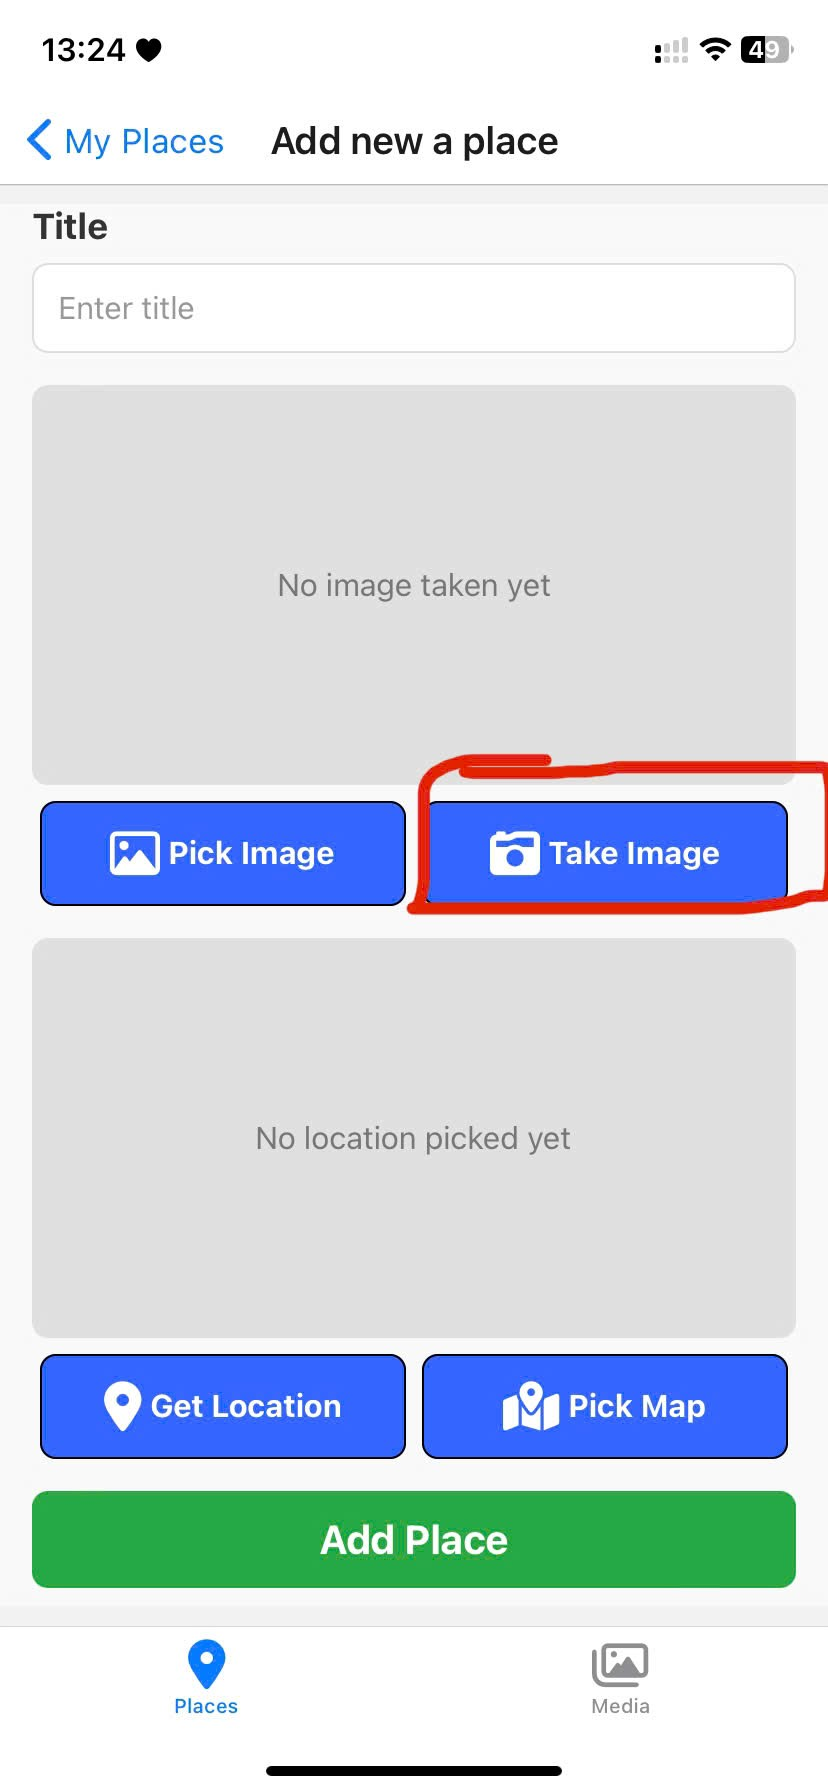 13:24
49
My Places
Add new a place
Title
Enter title
No image taken yet
Pick Image
Take Image
No location picked yet
Get Location
Pick Map
Add Place
Places
Media